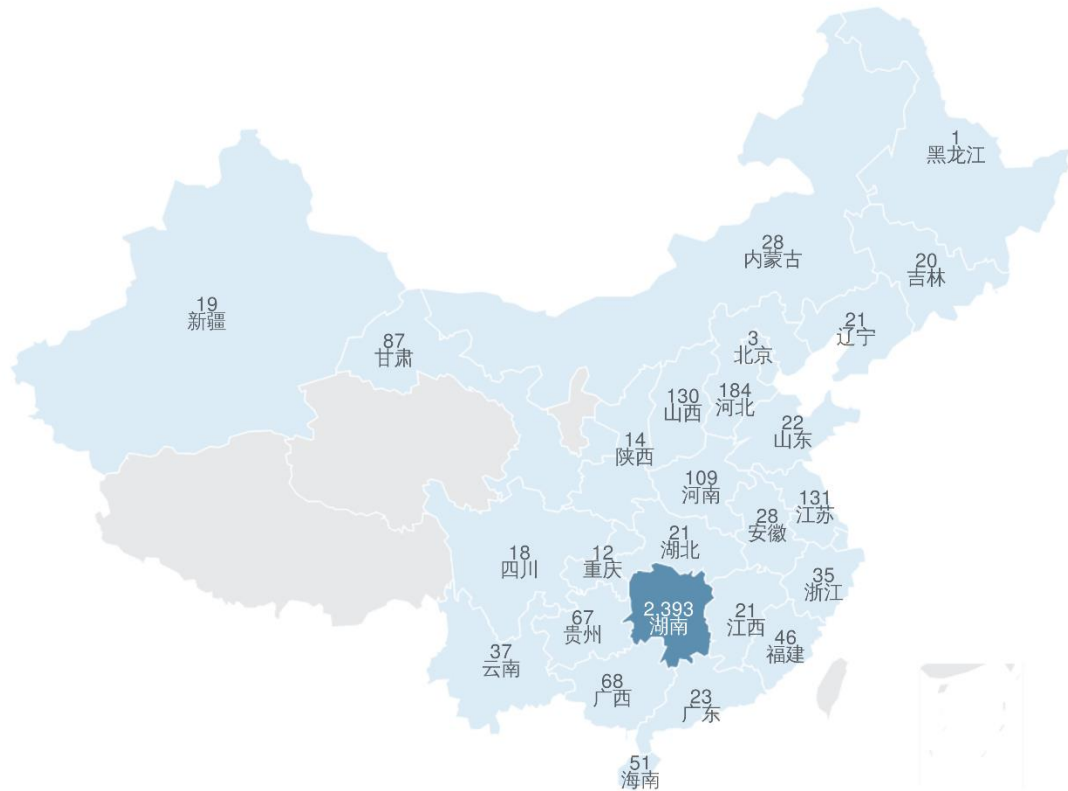 1
黑龙江
28
内蒙古
20
吉林
19
新疆
21
辽宁
87
甘肃
3
北京
130
山西
184
河北
22
山东
14
陕西
109
河南
131
江苏
28
安徽
21
湖北
18
四川
12
重庆
35
浙江
2,393
湖南
21
江西
67
贵州
46
福建
37
云南
68
广西
23
广东
51
海南